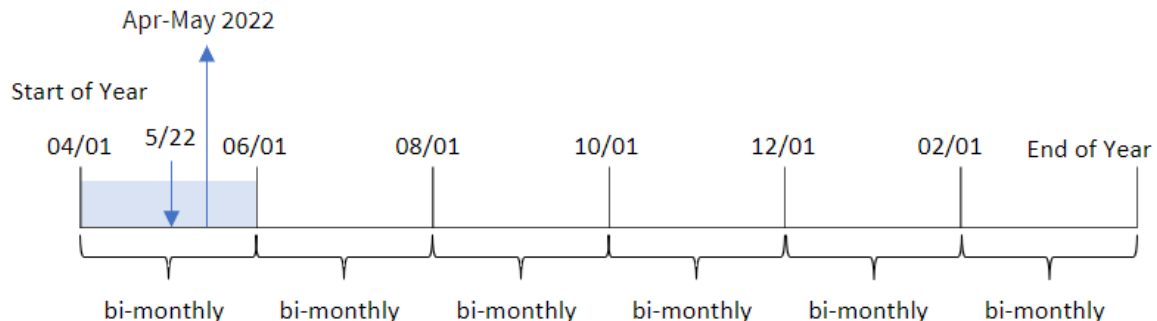 Apr-May 2022
Start of Year
04/01 5/22 06/01 08/01 10/01 12/01 02/01 End of Year
bi-monthly bi-monthly bi-monthly bi-monthly bi-monthly bi-monthly